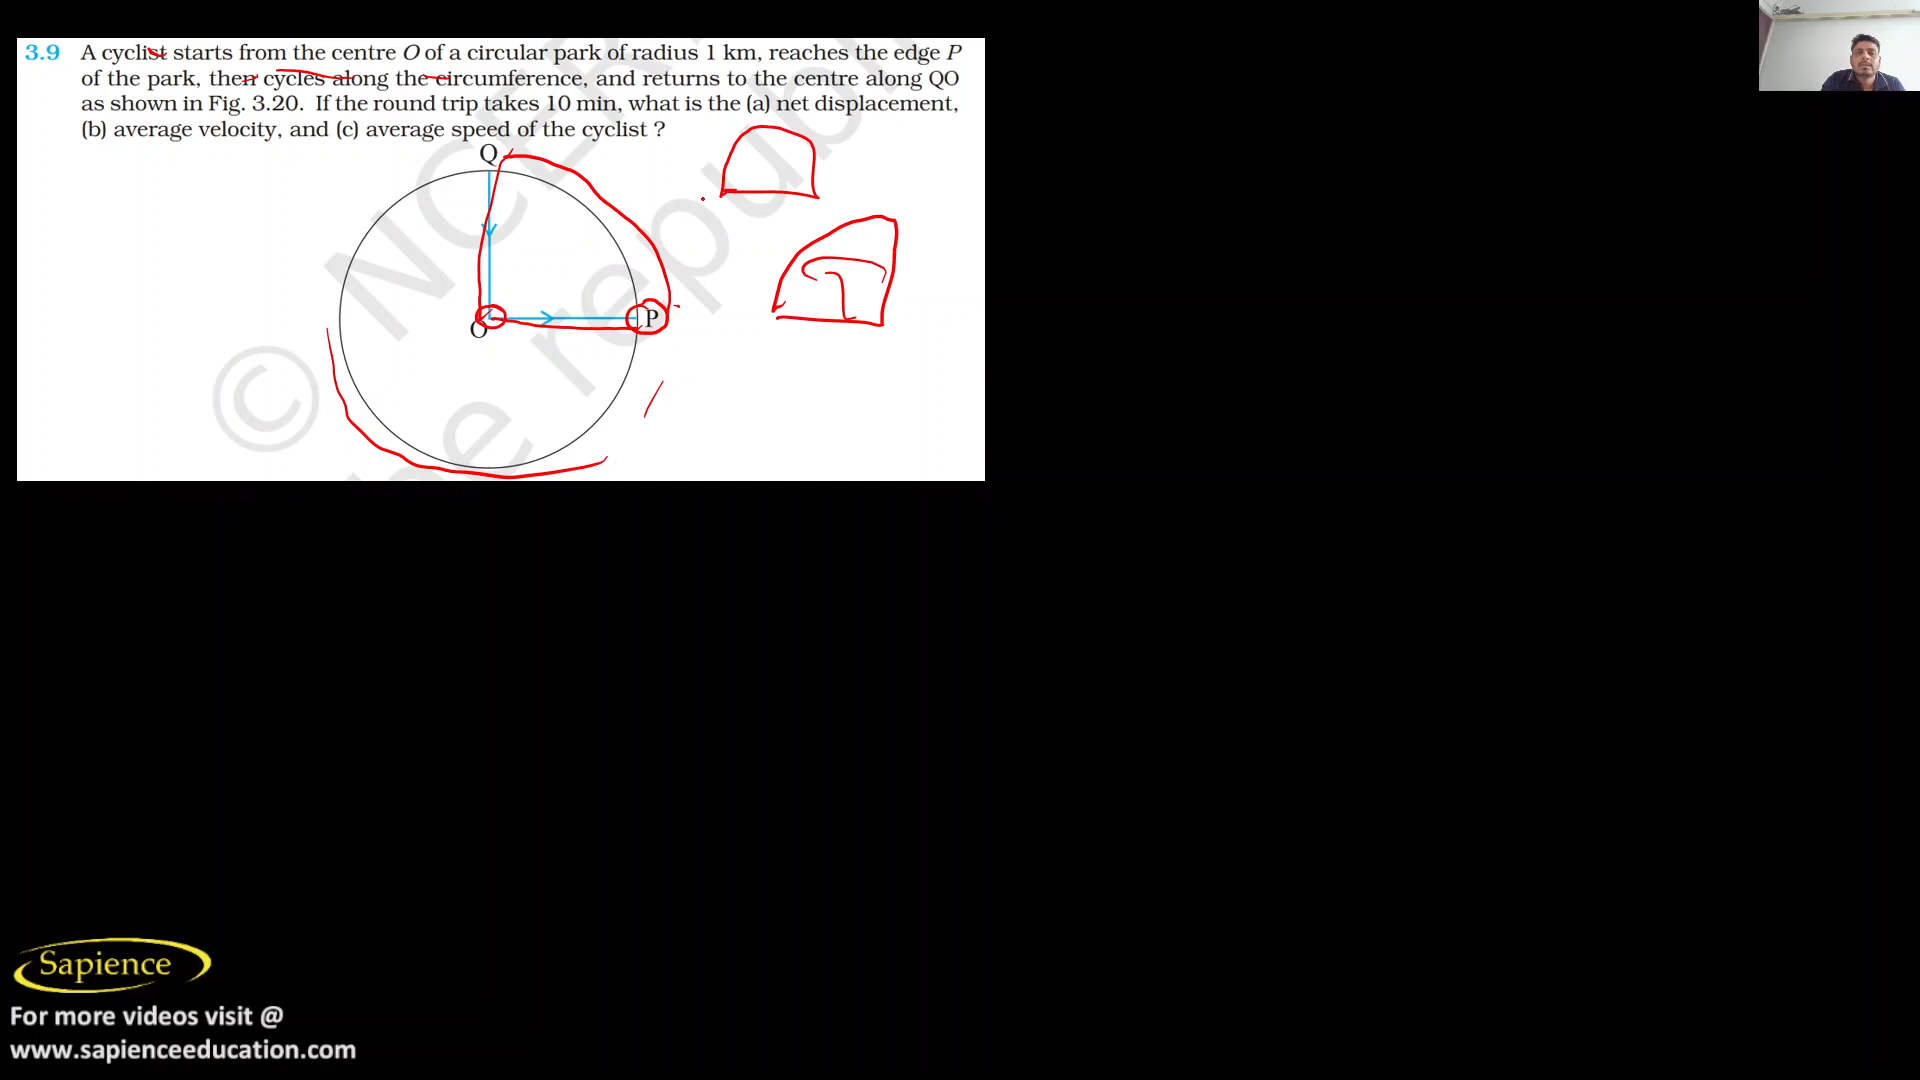 3.9 A cyclist starts from the centre O of a circular park of radius 1 km, reaches the edge P
of the park, then cycles along the circumference, and returns to the centre along QO
as shown in Fig. 3.20. If the round trip takes 10 min, what is the (a) net displacement,
(b) average velocity, and (c) average speed of the cyclist ?
Q
P
O
© NCER
be republ
Sapience
For more videos visit @
www.sapienceeducation.com